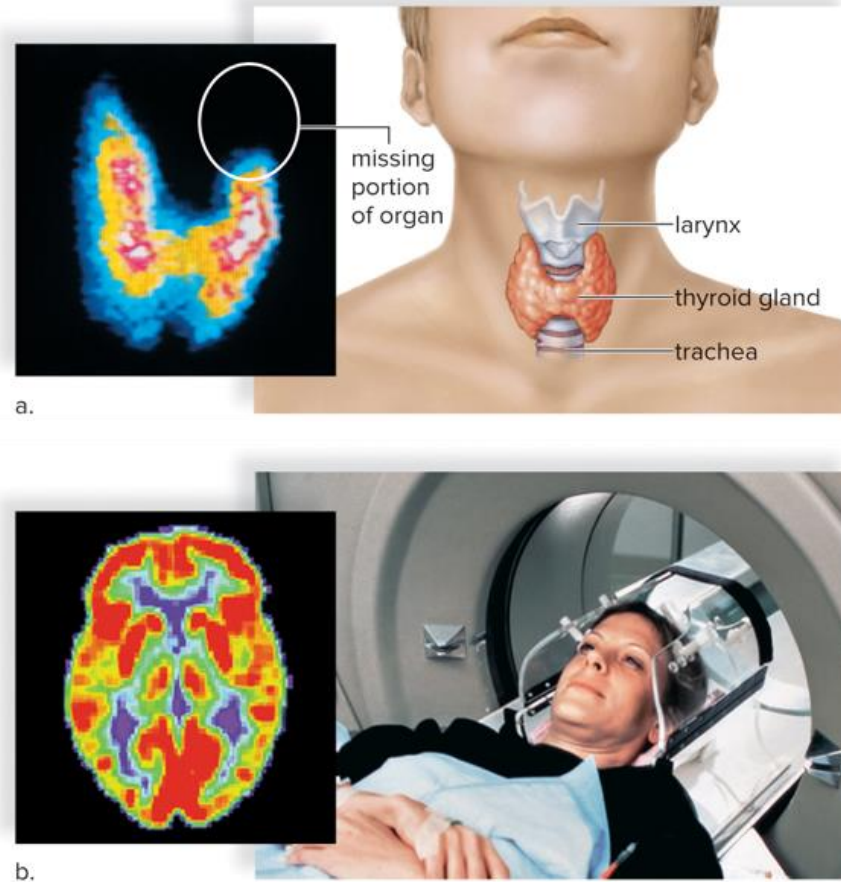 missing
portion
of organ
larynx
thyroid gland
trachea
a.
b.